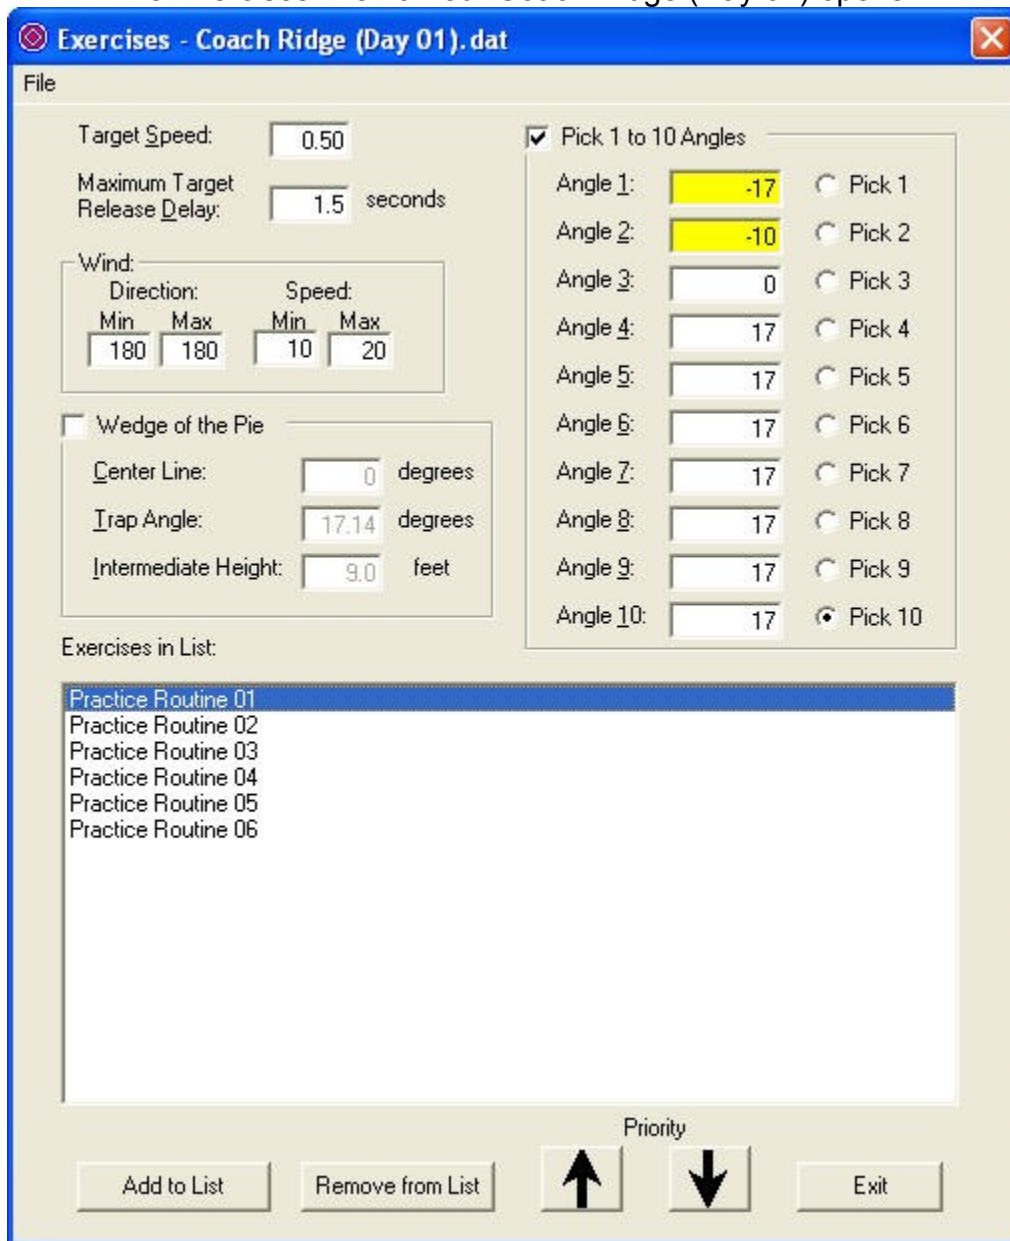 Exercises - Coach Ridge (Day 01).dat
File
Target Speed: 0.50
Maximum Target
Release Delay: 1.5 seconds
Wind:
Direction: Speed:
Min Max Min Max
180 180 10 20
Wedge of the Pie
Center Line: 0 degrees
Trap Angle: 17.14 degrees
Intermediate Height: 9.0 feet
Pick 1 to 10 Angles
Angle 1: -17 Pick 1
Angle 2: -10 Pick 2
Angle 3: 0 Pick 3
Angle 4: 17 Pick 4
Angle 5: 17 Pick 5
Angle 6: 17 Pick 6
Angle 7: 17 Pick 7
Angle 8: 17 Pick 8
Angle 9: 17 Pick 9
Angle 10: 17 Pick 10
Exercises in List:
Practice Routine 01
Practice Routine 02
Practice Routine 03
Practice Routine 04
Practice Routine 05
Practice Routine 06
Priority
Add to List Remove from List Exit